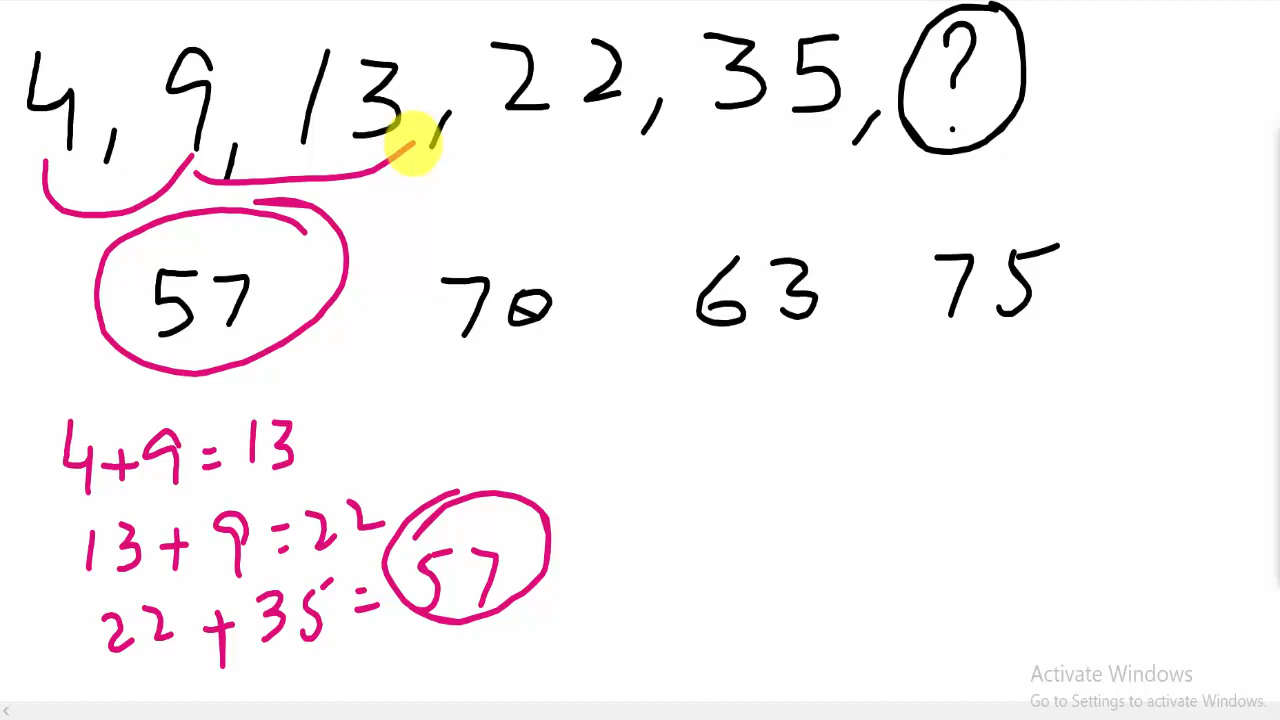 4, 9, 13, 22, 35, ?
57 70 63 75
4+9=13
13+9=22
22+35=57
Activate Windows
Go to Settings to activate Windows.